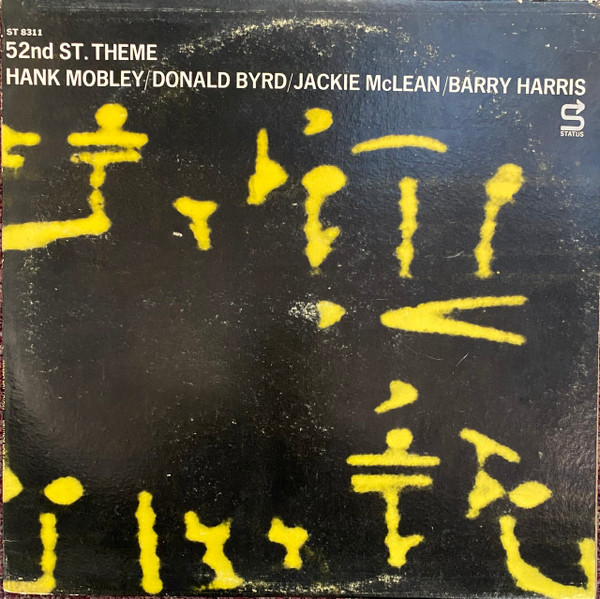 ST 8311
52nd ST. THEME
HANK MOBLEY/DONALD BYRD/JACKIE McLEAN/BARRY HARRIS
S
STATUS